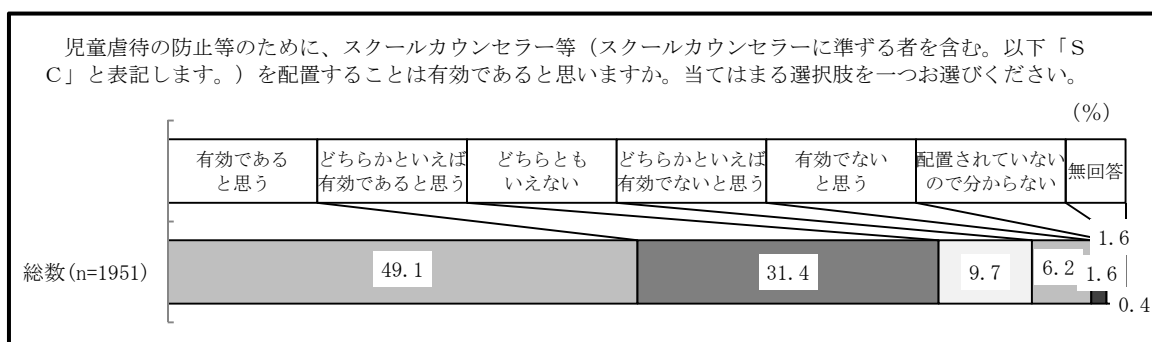 児童虐待の防止等のために、スクールカウンセラー等（スクールカウンセラーに準ずる者を含む。以下「Ｓ
Ｃ」と表記します。）を配置することは有効であると思いますか。当てはまる選択肢を一つお選びください。
(%)
有効である
と思う
どちらかといえば
有効であると思う
どちらとも
いえない
どちらかといえば
有効でないと思う
有効でない
と思う
配置されていない
ので分からない
無回答
総数(n=1951)
49.1
31.4
9.7
6.2
1.6
1.6
0.4